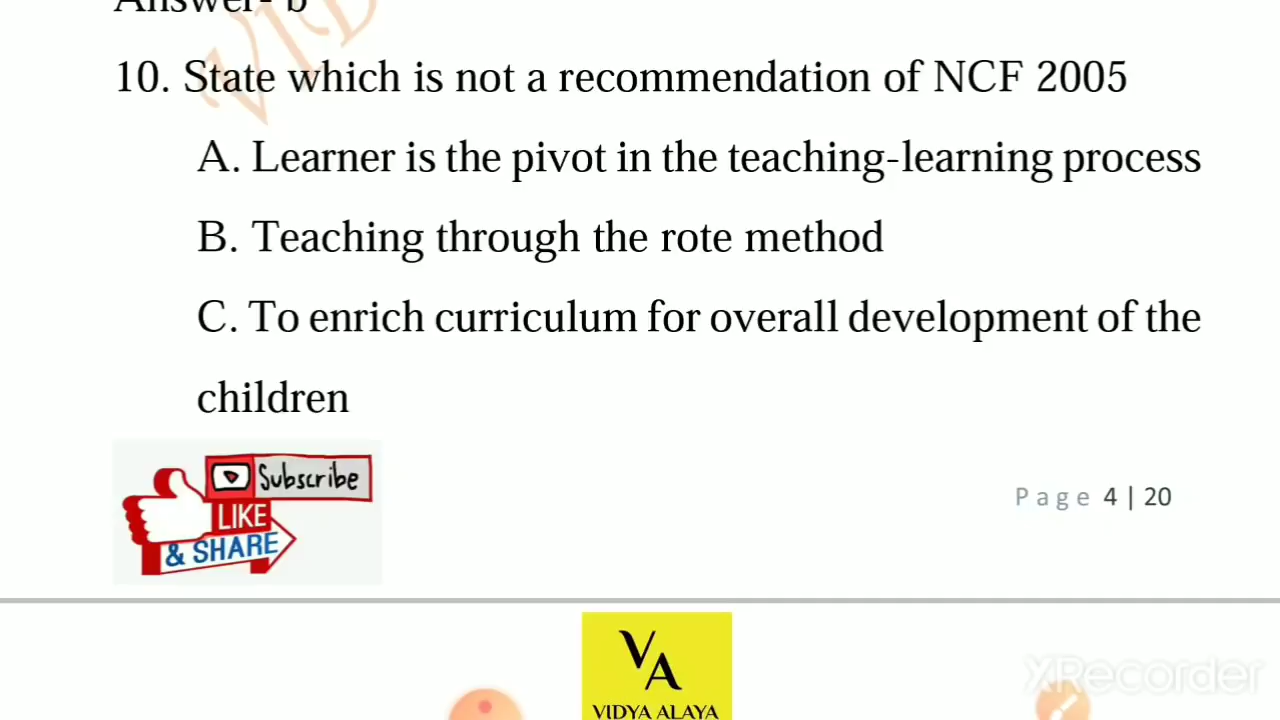 Answer- b
10. State which is not a recommendation of NCF 2005
A. Learner is the pivot in the teaching-learning process
B. Teaching through the rote method
C. To enrich curriculum for overall development of the
children
Subscribe
LIKE
& SHARE
Page 4 | 20
VA
VIDYA ALAYA
XRecorder